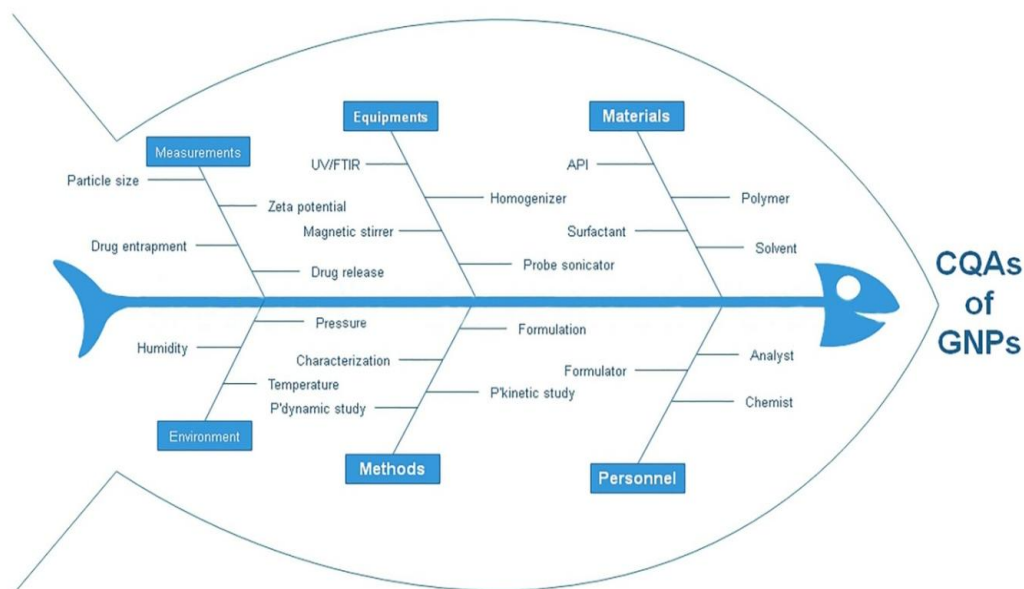 Equipments
Materials
Measurements
UV/FTIR
API
Particle size
Homogenizer
Polymer
Zeta potential
Magnetic stirrer
Surfactant
Drug entrapment
Solvent
Probe sonicator
Drug release
CQAs
of
GNPs
Pressure
Formulation
Humidity
Characterization
Analyst
Formulator
Temperature
P'kinetic study
P'dynamic study
Chemist
Environment
Methods
Personnel